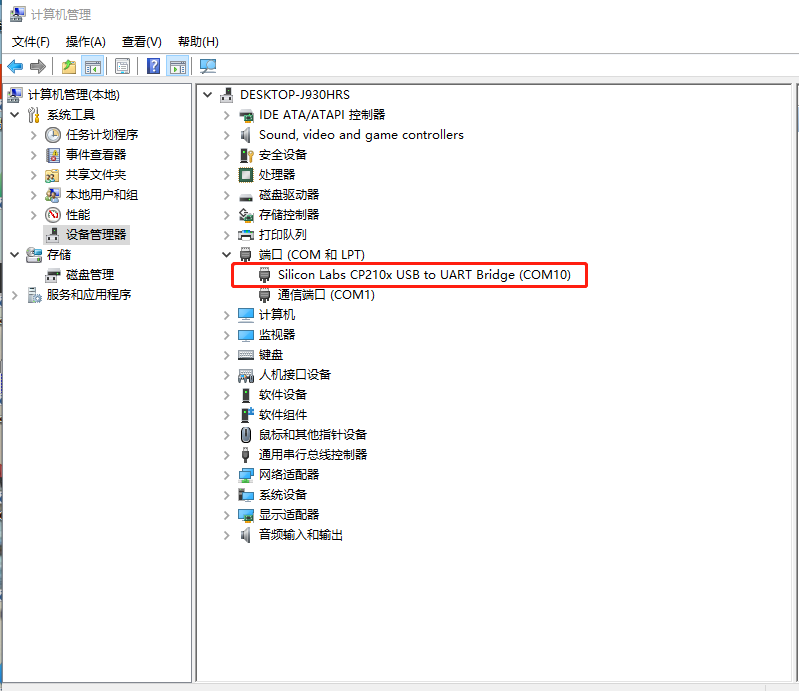 计算机管理
文件(F) 操作(A) 查看(V) 帮助(H)
计算机管理(本地)
系统工具
任务计划程序
事件查看器
共享文件夹
本地用户和组
性能
设备管理器
存储
磁盘管理
服务和应用程序
DESKTOP-J930HRS
IDE ATA/ATAPI 控制器
Sound, video and game controllers
安全设备
处理器
磁盘驱动器
存储控制器
打印队列
端口 (COM 和 LPT)
Silicon Labs CP210x USB to UART Bridge (COM10)
通信端口 (COM1)
计算机
监视器
键盘
人机接口设备
软件设备
软件组件
鼠标和其他指针设备
通用串行总线控制器
网络适配器
系统设备
显示适配器
音频输入和输出